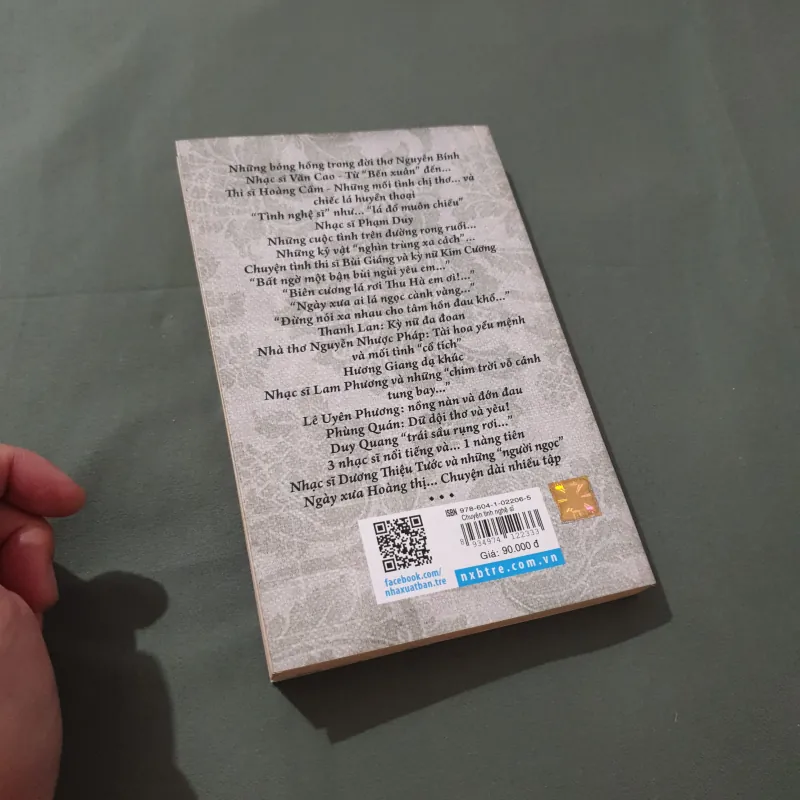 Những bóng hồng trong đời thơ Nguyễn Bính
Nhạc sĩ Văn Cao - Từ “Bến xuân” đến...
Thi sĩ Hoàng Cầm - Những mối tình chị thơ... và
chiếc lá huyền thoại
“Tình nghệ sĩ” như... “lá đổ muôn chiều”
Nhạc sĩ Phạm Duy
Những cuộc tình trên đường rong ruổi...
Những kỷ vật “nghìn trùng xa cách”...
Chuyện tình thi sĩ Bùi Giáng và kỳ nữ Kim Cương
“Bất ngờ một bận bùi ngùi yêu em...”
“Biên cương lá rơi Thu Hà em ơi!...”
“Ngày xưa ai lá ngọc cành vàng...”
“Đừng nói xa nhau cho tâm hồn đau khổ...”
Thanh Lan: Kỳ nữ đa đoan
Nhà thơ Nguyễn Nhược Pháp: Tài hoa yểu mệnh
và mối tình “cổ tích”
Hương Giang dạ khúc
Nhạc sĩ Lam Phương và những “chim trời vỗ cánh
tung bay...”
Lê Uyên Phương: nồng nàn và đớn đau
Phùng Quán: Dữ dội thơ và yêu!
Duy Quang “trái sầu rụng rơi...”
3 nhạc sĩ nổi tiếng và... 1 nàng tiên
Nhạc sĩ Dương Thiệu Tước và những “người ngọc”
Ngày xưa Hoàng thị... Chuyện dài nhiều tập
• • •
ISBN 978-604-1-02206-5
Chuyện tình nghệ sĩ
8 934974 122333
Giá: 90.000 đ
facebook.com/
nhaxuatban.tre
nxbtre.com.vn